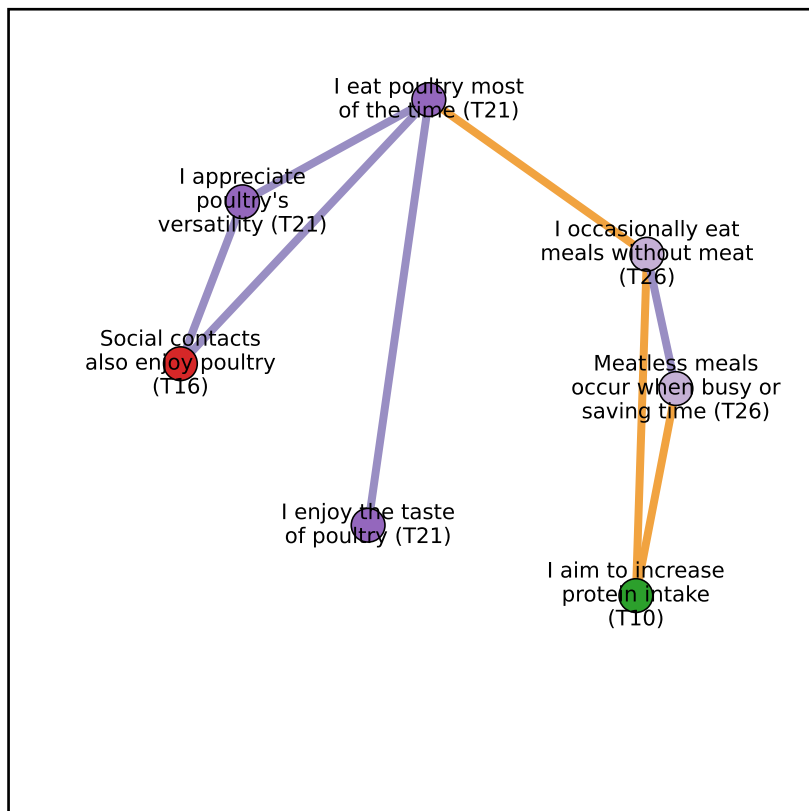 I eat poultry most
of the time (T21)
I appreciate
poultry's
versatility (T21)
I occasionally eat
meals without meat
(T26)
Social contacts
also enjoy poultry
(T16)
Meatless meals
occur when busy or
saving time (T26)
I enjoy the taste
of poultry (T21)
I aim to increase
protein intake
(T10)